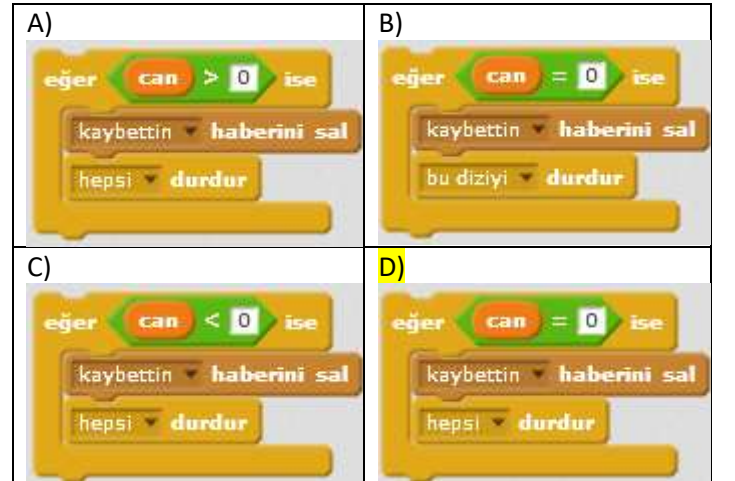 A)
eğer can > 0 ise
kaybettin haberini sal
hepsi durdur
B)
eğer can = 0 ise
kaybettin haberini sal
bu diziyi durdur
C)
eğer can < 0 ise
kaybettin haberini sal
hepsi durdur
D)
eğer can = 0 ise
kaybettin haberini sal
hepsi durdur